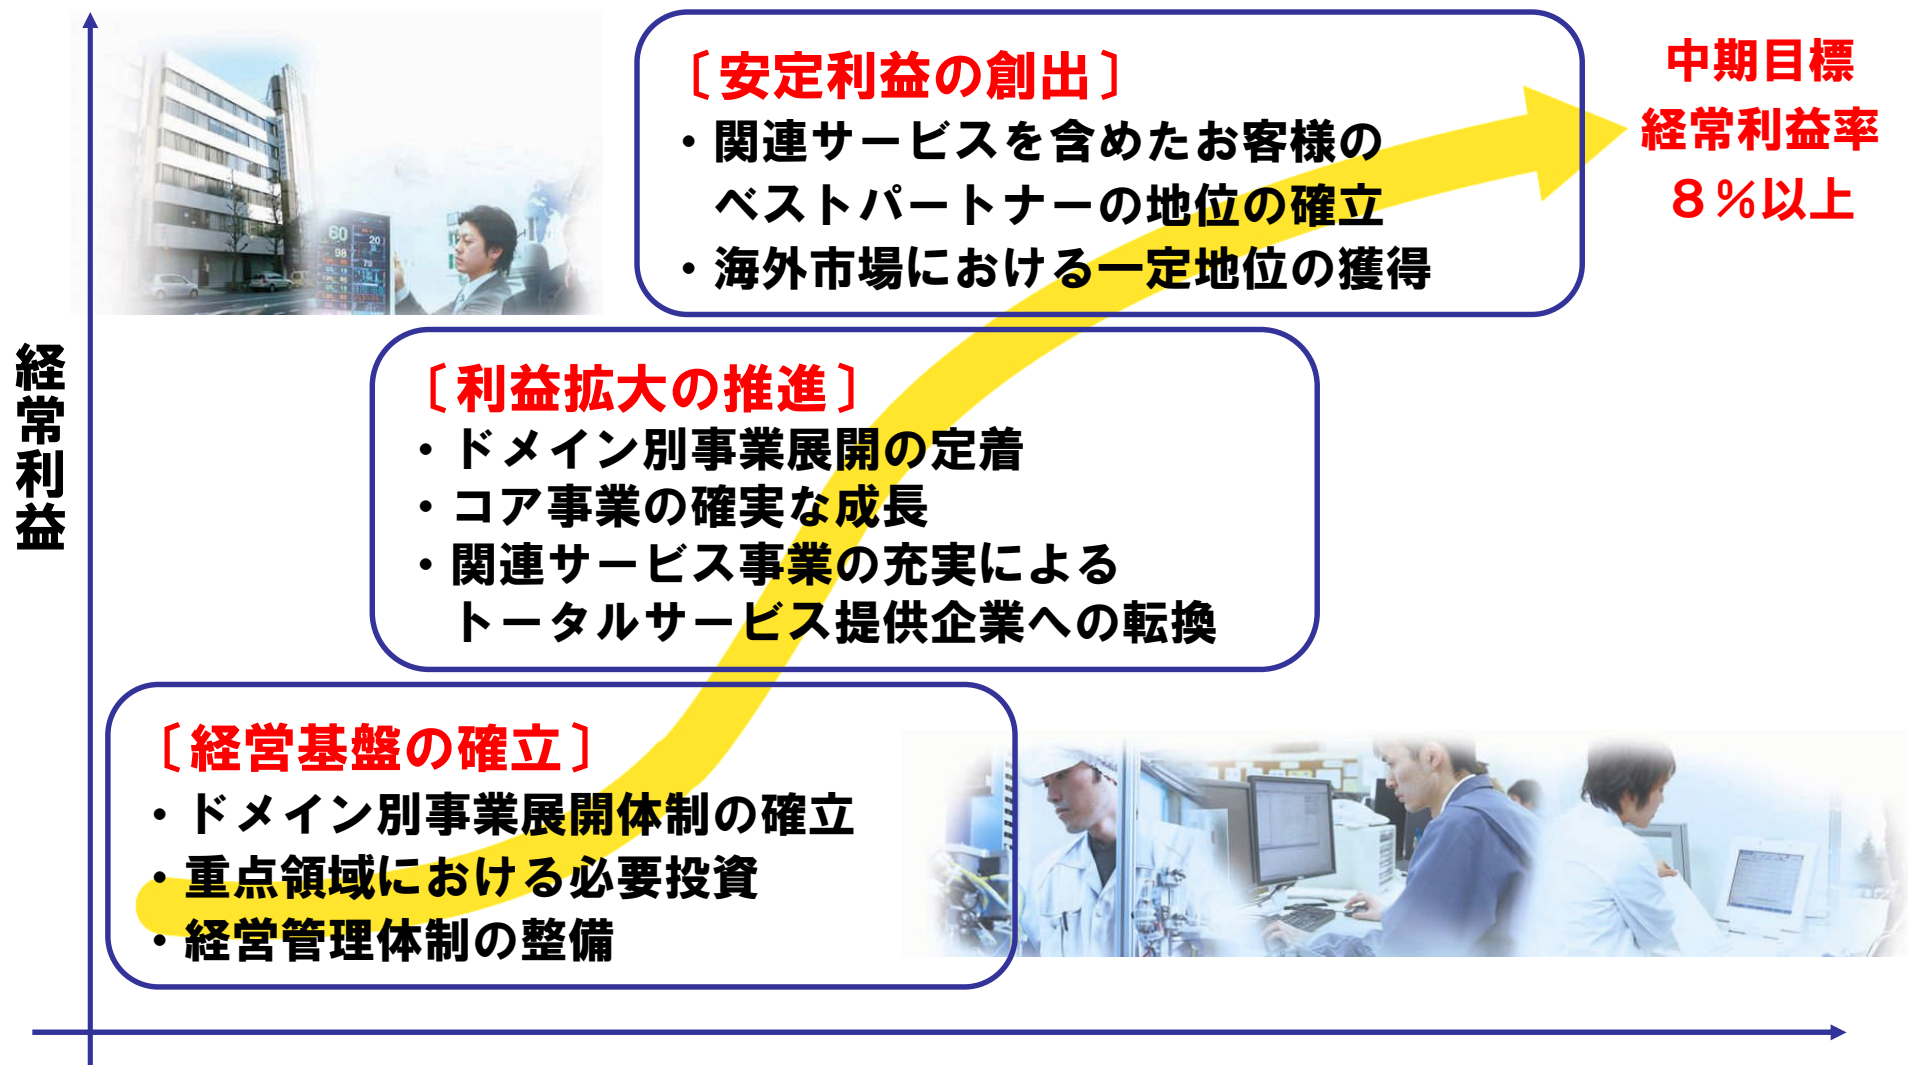 〔安定利益の創出〕
・関連サービスを含めたお客様の
ベストパートナーの地位の確立
・海外市場における一定地位の獲得
中期目標
経常利益率
８％以上
経常利益
〔利益拡大の推進〕
・ドメイン別事業展開の定着
・コア事業の確実な成長
・関連サービス事業の充実による
トータルサービス提供企業への転換
〔経営基盤の確立〕
・ドメイン別事業展開体制の確立
・重点領域における必要投資
・経営管理体制の整備
60
20
98
79